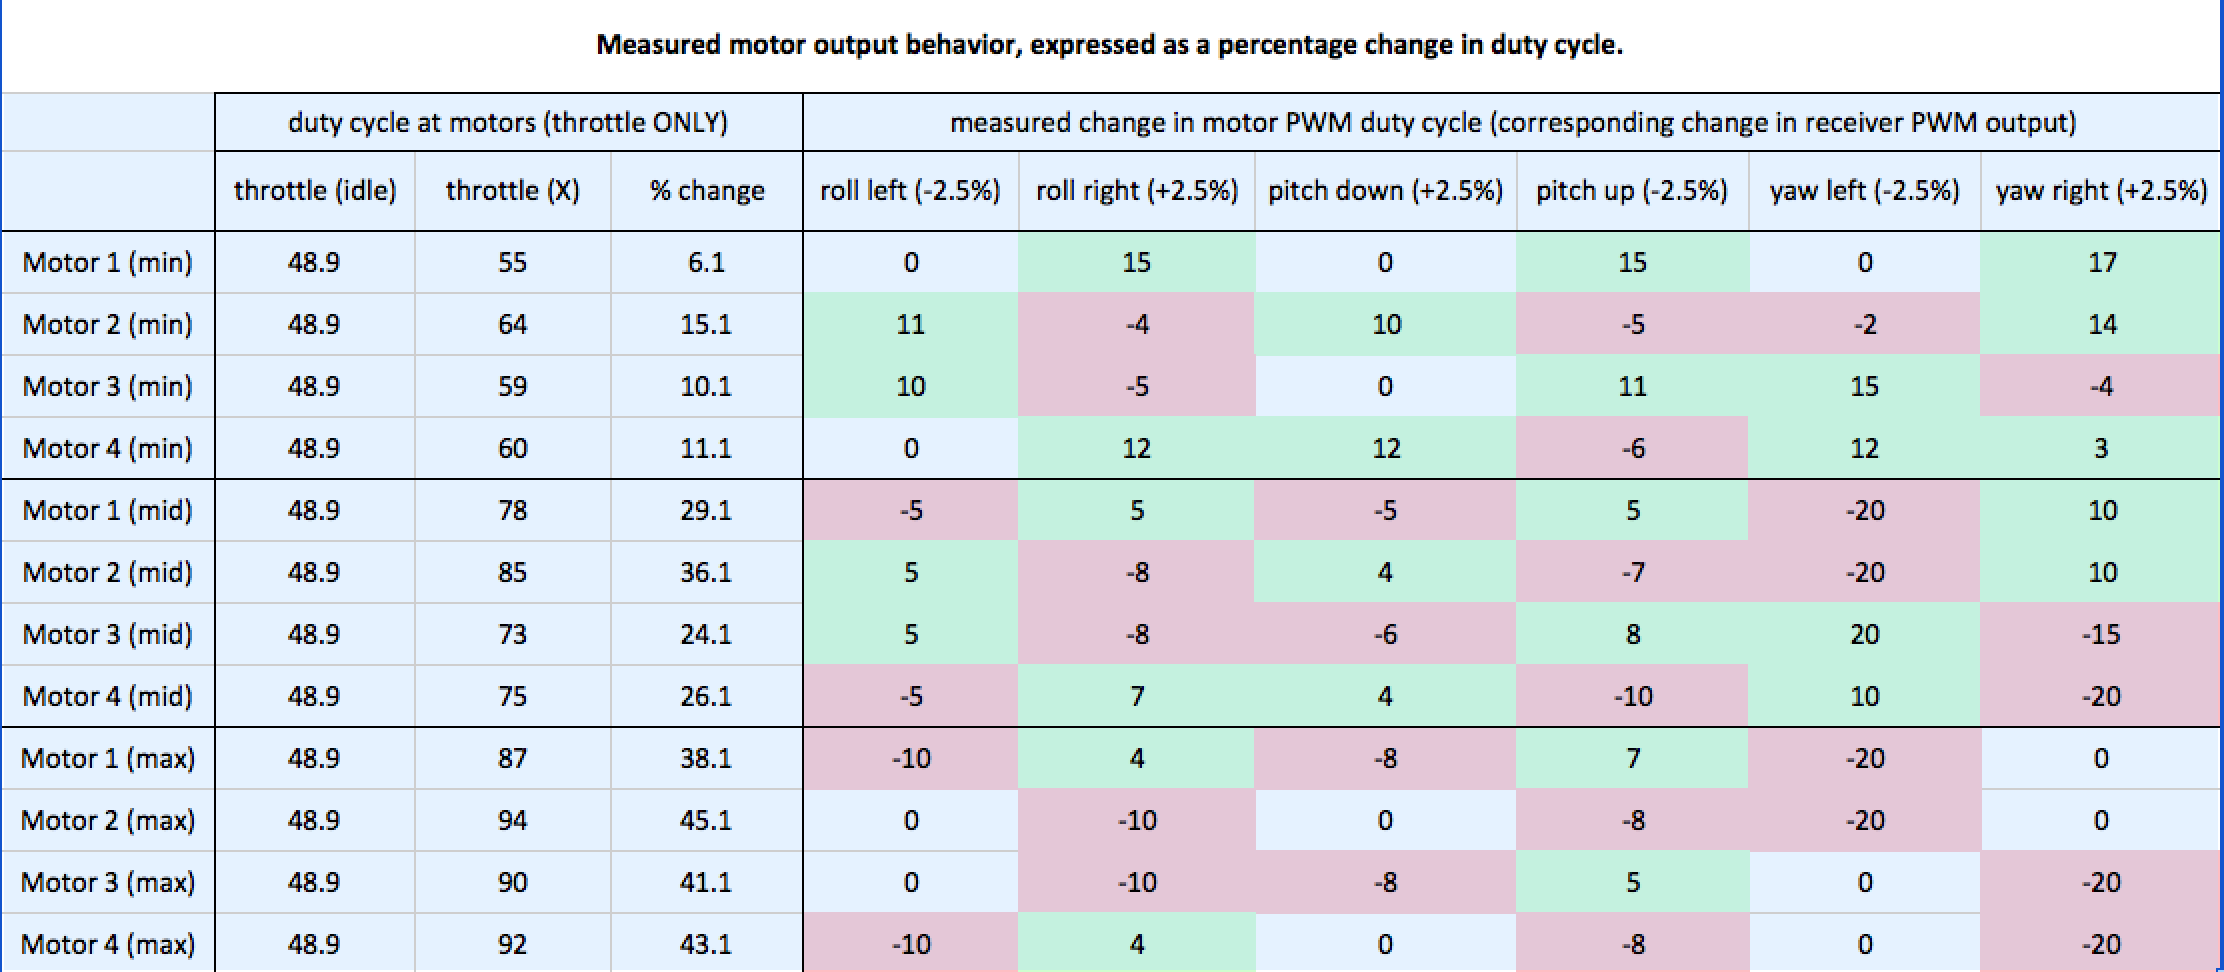 Measured motor output behavior, expressed as a percentage change in duty cycle.
duty cycle at motors (throttle ONLY) measured change in motor PWM duty cycle (corresponding change in receiver PWM output)
throttle (idle) throttle (X) % change roll left (-2.5%) roll right (+2.5%) pitch down (+2.5%) pitch up (-2.5%) yaw left (-2.5%) yaw right (+2.5%)
Motor 1 (min) 48.9 55 6.1 0 15 0 15 0 17
Motor 2 (min) 48.9 64 15.1 11 -4 10 -5 -2 14
Motor 3 (min) 48.9 59 10.1 10 -5 0 11 15 -4
Motor 4 (min) 48.9 60 11.1 0 12 12 -6 12 3
Motor 1 (mid) 48.9 78 29.1 -5 5 -5 5 -20 10
Motor 2 (mid) 48.9 85 36.1 5 -8 4 -7 -20 10
Motor 3 (mid) 48.9 73 24.1 5 -8 -6 8 20 -15
Motor 4 (mid) 48.9 75 26.1 -5 7 4 -10 10 -20
Motor 1 (max) 48.9 87 38.1 -10 4 -8 7 -20 0
Motor 2 (max) 48.9 94 45.1 0 -10 0 -8 -20 0
Motor 3 (max) 48.9 90 41.1 0 -10 -8 5 0 -20
Motor 4 (max) 48.9 92 43.1 -10 4 0 -8 0 -20